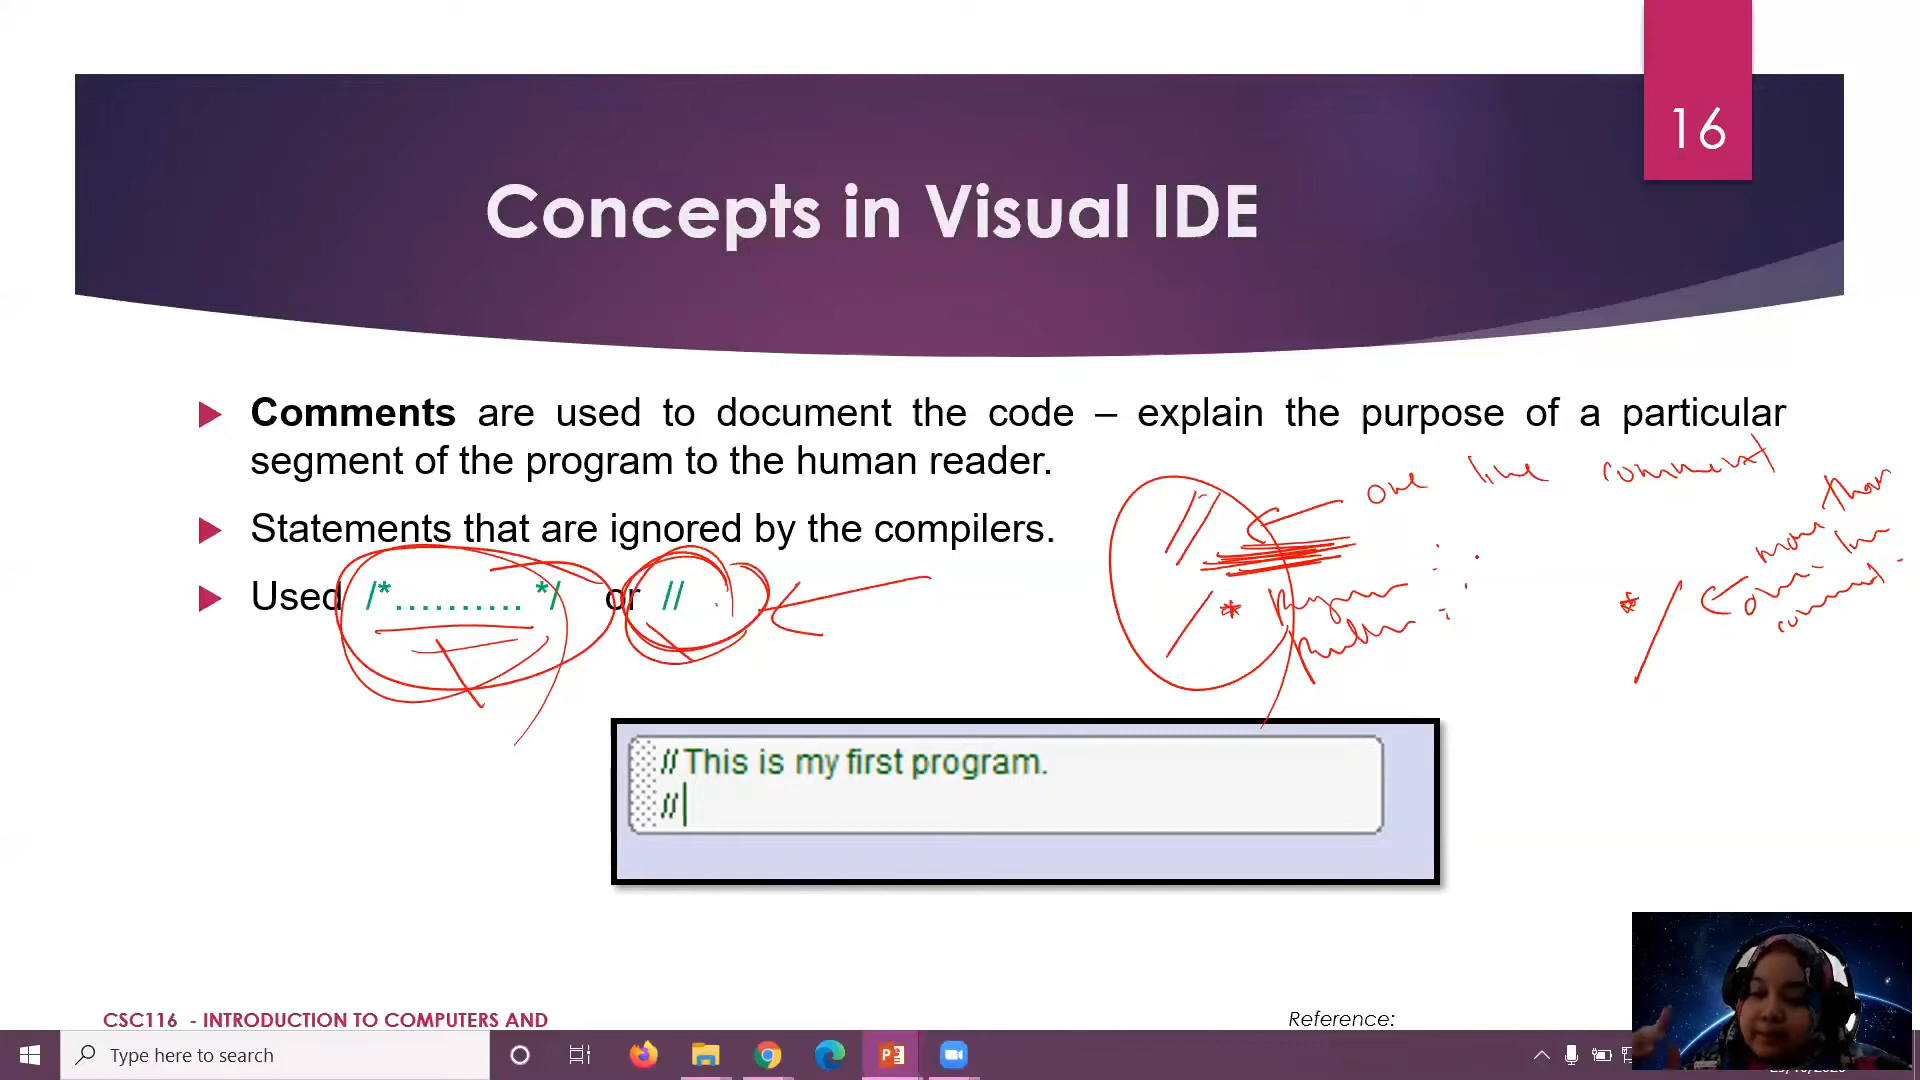 16
Concepts in Visual IDE
Comments are used to document the code – explain the purpose of a particular
segment of the program to the human reader.
Statements that are ignored by the compilers.
Used /*.......... */ or //
// one line comment
more than
one line
comment
/*
*/
//This is my first program.
//
CSC116 - INTRODUCTION TO COMPUTERS AND
Reference:
Type here to search